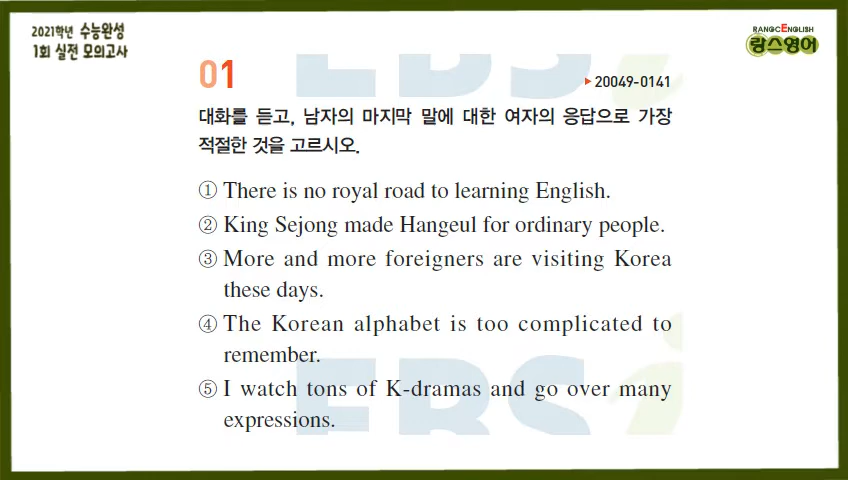 2021학년 수능완성
1회 실전 모의고사
RANGCENGLISH
랑스영어
01
▶ 20049-0141
대화를 듣고, 남자의 마지막 말에 대한 여자의 응답으로 가장
적절한 것을 고르시오.
① There is no royal road to learning English.
② King Sejong made Hangeul for ordinary people.
③ More and more foreigners are visiting Korea
these days.
④ The Korean alphabet is too complicated to
remember.
⑤ I watch tons of K-dramas and go over many
expressions.
EBSi
EBSi